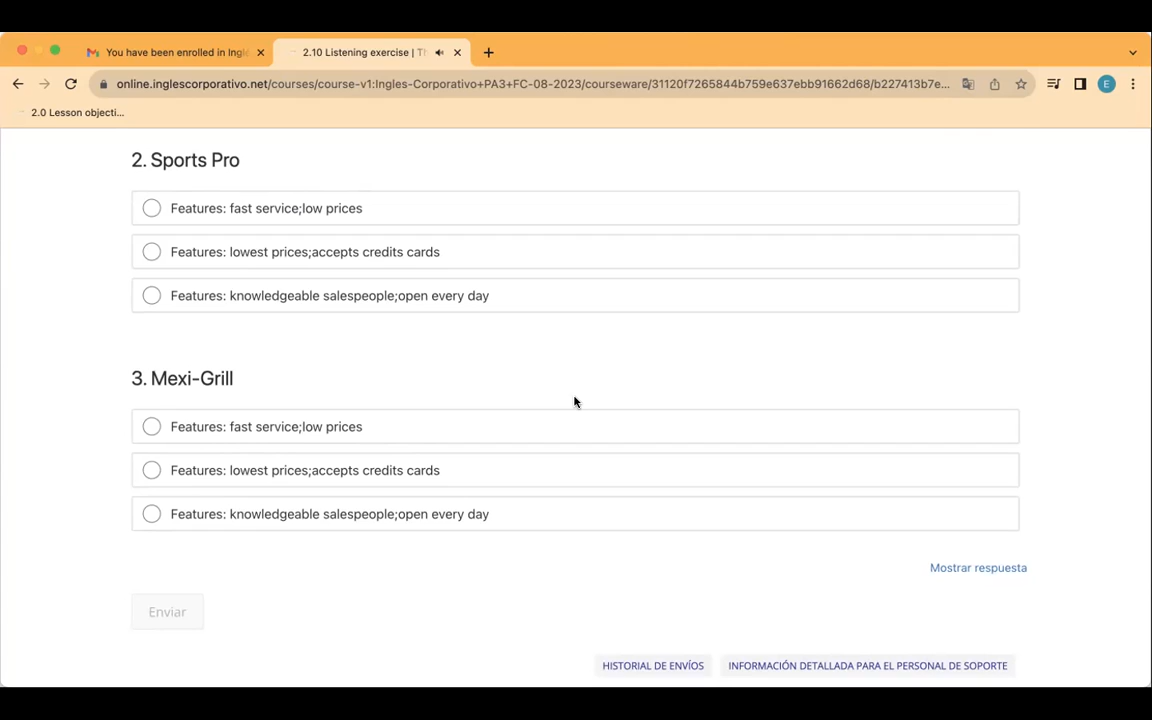 You have been enrolled in Ingl
2.10 Listening exercise | Th
online.inglescorporativo.net/courses/course-v1:Ingles-Corporativo+PA3+FC-08-2023/courseware/31120f7265844b759e637ebb91662d68/b227413b7e...
E
2.0 Lesson objecti...
2. Sports Pro
Features: fast service;low prices
Features: lowest prices;accepts credits cards
Features: knowledgeable salespeople;open every day
3. Mexi-Grill
Features: fast service;low prices
Features: lowest prices;accepts credits cards
Features: knowledgeable salespeople;open every day
Mostrar respuesta
Enviar
HISTORIAL DE ENVÍOS
INFORMACIÓN DETALLADA PARA EL PERSONAL DE SOPORTE